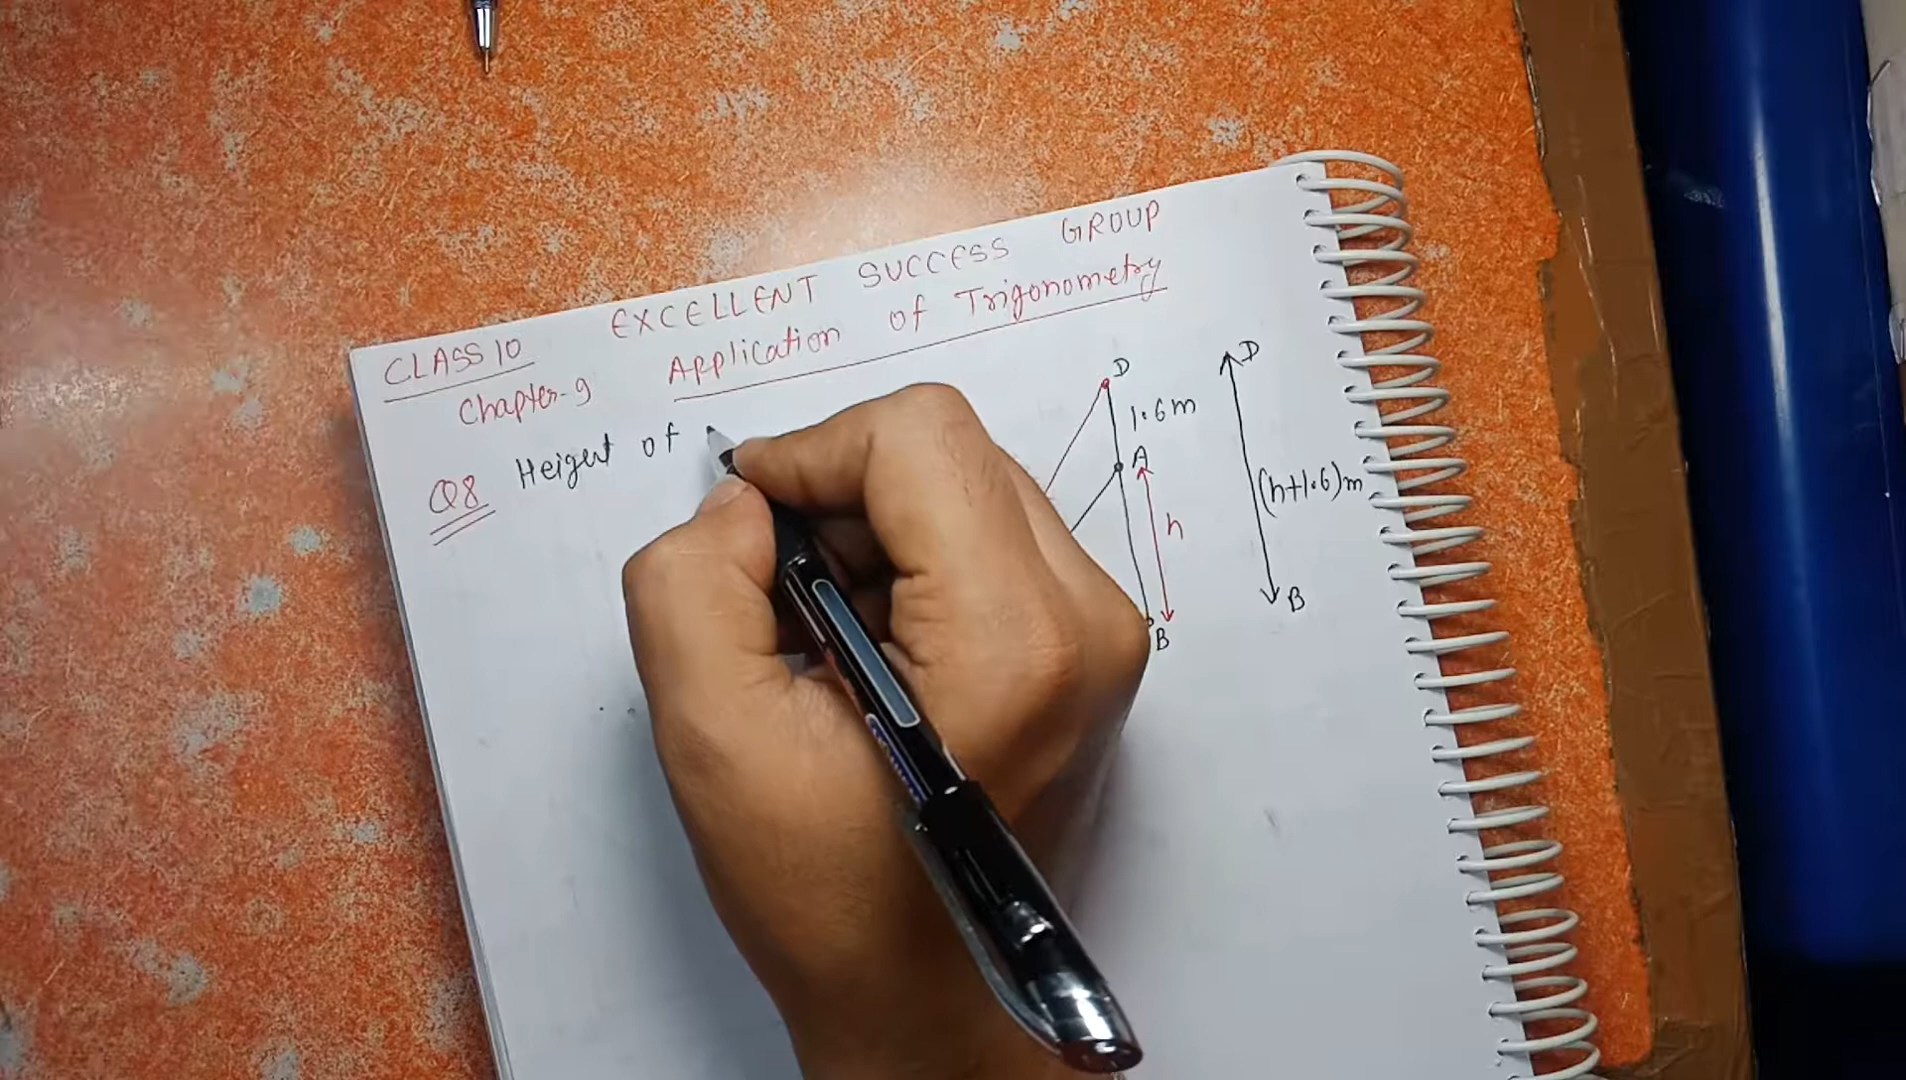 EXCELLENT SUCCESS GROUP
CLASS 10
Application of Trigonometry
Chapter-9
Q8 Height of
D
1.6m
A
h
B
D
(h+1.6)m
B